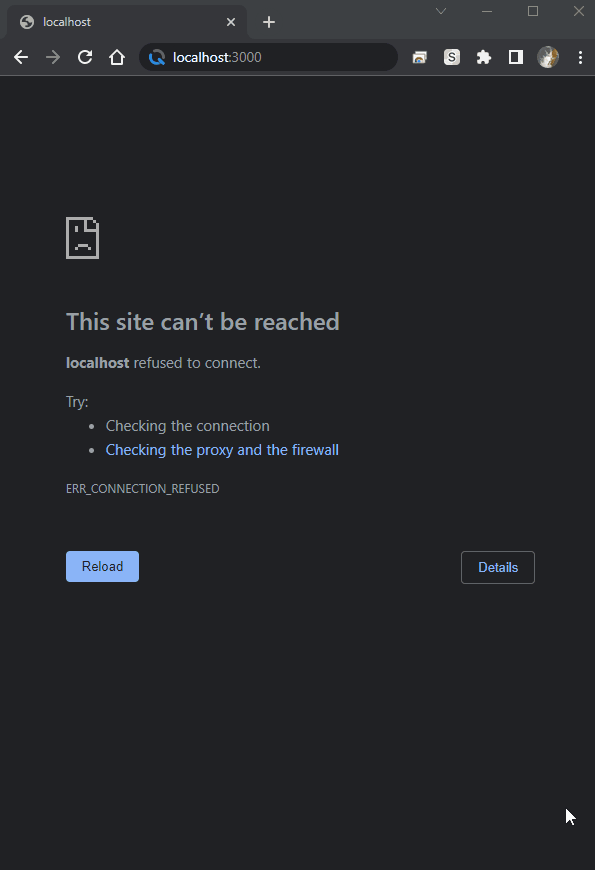 localhost
localhost:3000
S
This site can’t be reached
localhost refused to connect.
Try:
Checking the connection
Checking the proxy and the firewall
ERR_CONNECTION_REFUSED
Reload
Details